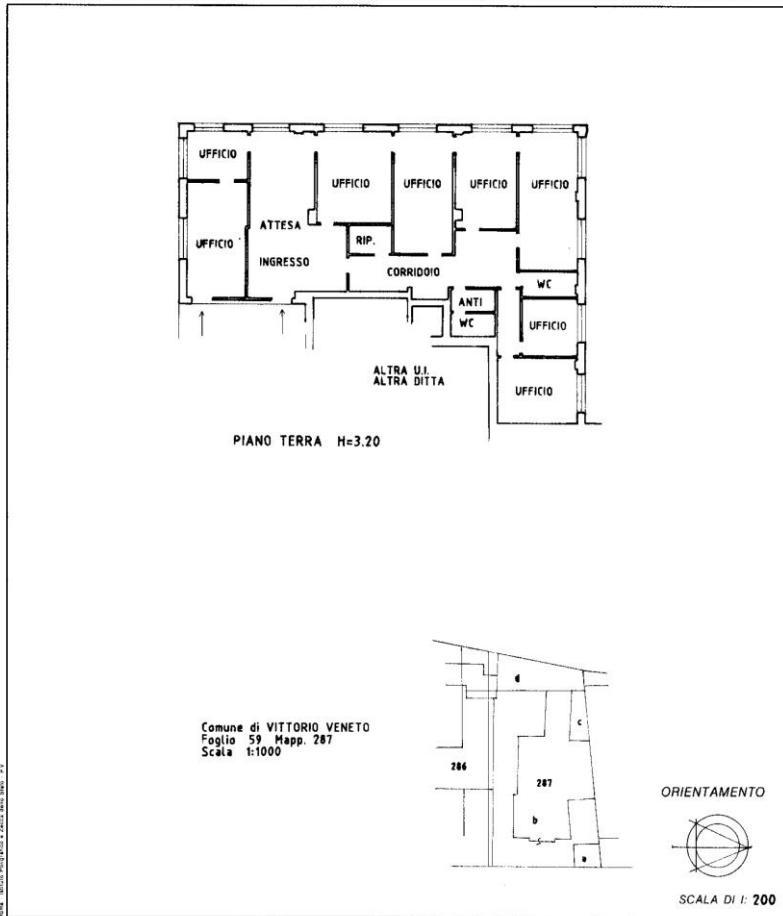 UFFICIO
UFFICIO
UFFICIO
UFFICIO
UFFICIO
UFFICIO
ATTESA
INGRESSO
RIP.
CORRIDOIO
WC
ANTI
WC
UFFICIO
UFFICIO
ALTRA U.I.
ALTRA DITTA
PIANO TERRA H=3.20
d
c
Comune di VITTORIO VENETO
Foglio 59 Mapp. 287
Scala 1:1000
286
287
b
a
ORIENTAMENTO
SCALA DI I: 200